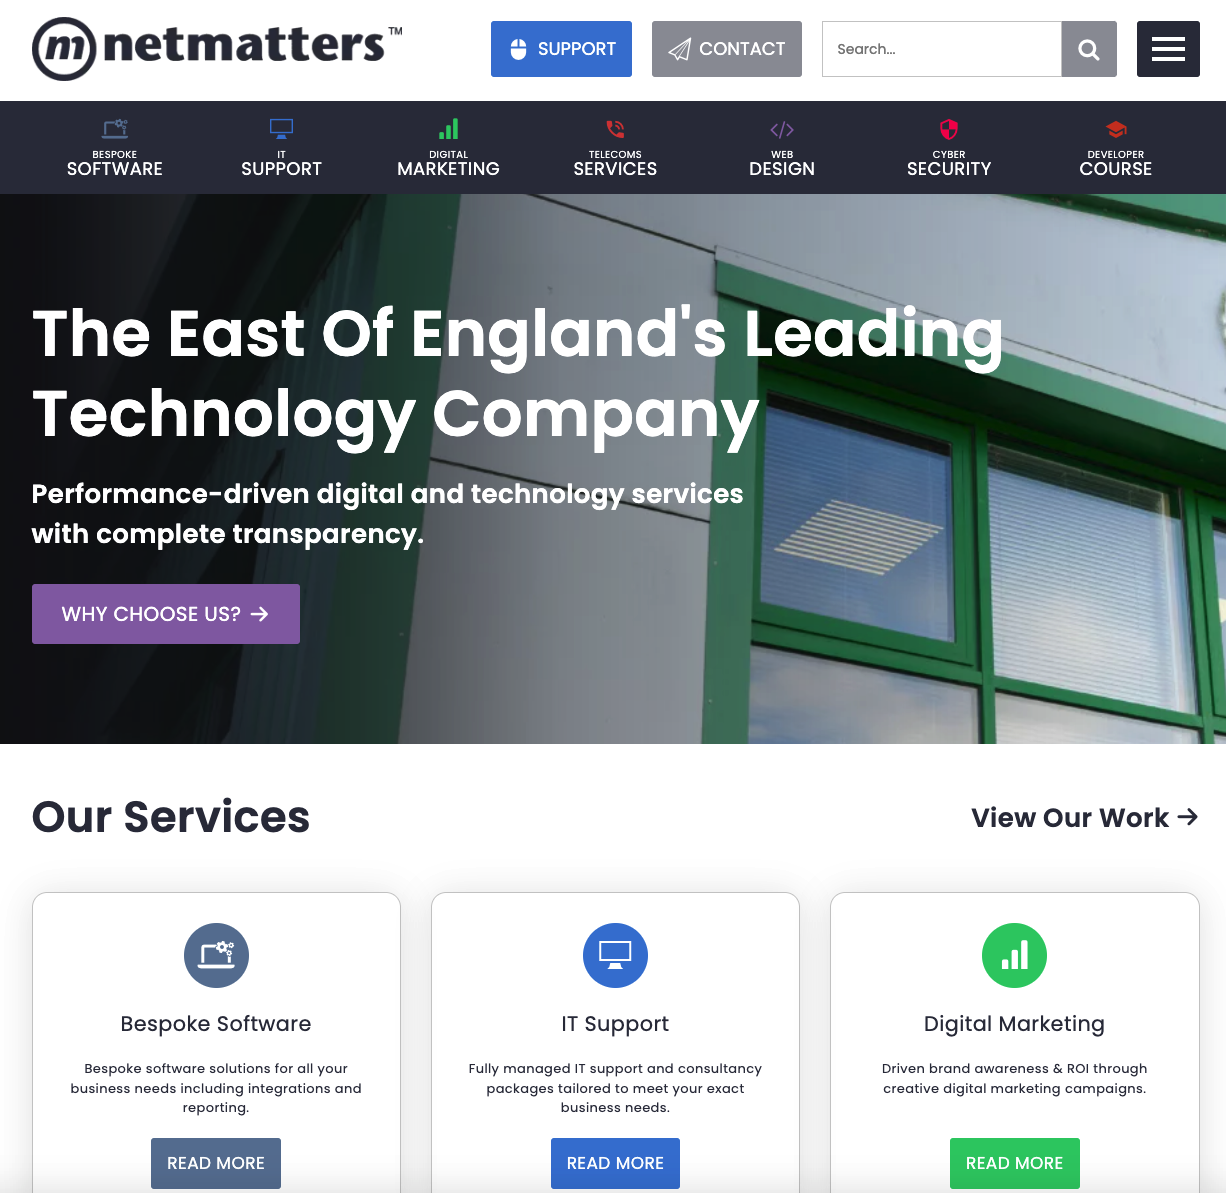 netmatters™
SUPPORT
CONTACT
Search...
BESPOKE
SOFTWARE
IT
SUPPORT
DIGITAL
MARKETING
TELECOMS
SERVICES
WEB
DESIGN
CYBER
SECURITY
DEVELOPER
COURSE
The East Of England's Leading
Technology Company
Performance-driven digital and technology services
with complete transparency.
WHY CHOOSE US? →
Our Services
View Our Work →
Bespoke Software
Bespoke software solutions for all your
business needs including integrations and
reporting.
READ MORE
IT Support
Fully managed IT support and consultancy
packages tailored to meet your exact
business needs.
READ MORE
Digital Marketing
Driven brand awareness & ROI through
creative digital marketing campaigns.
READ MORE